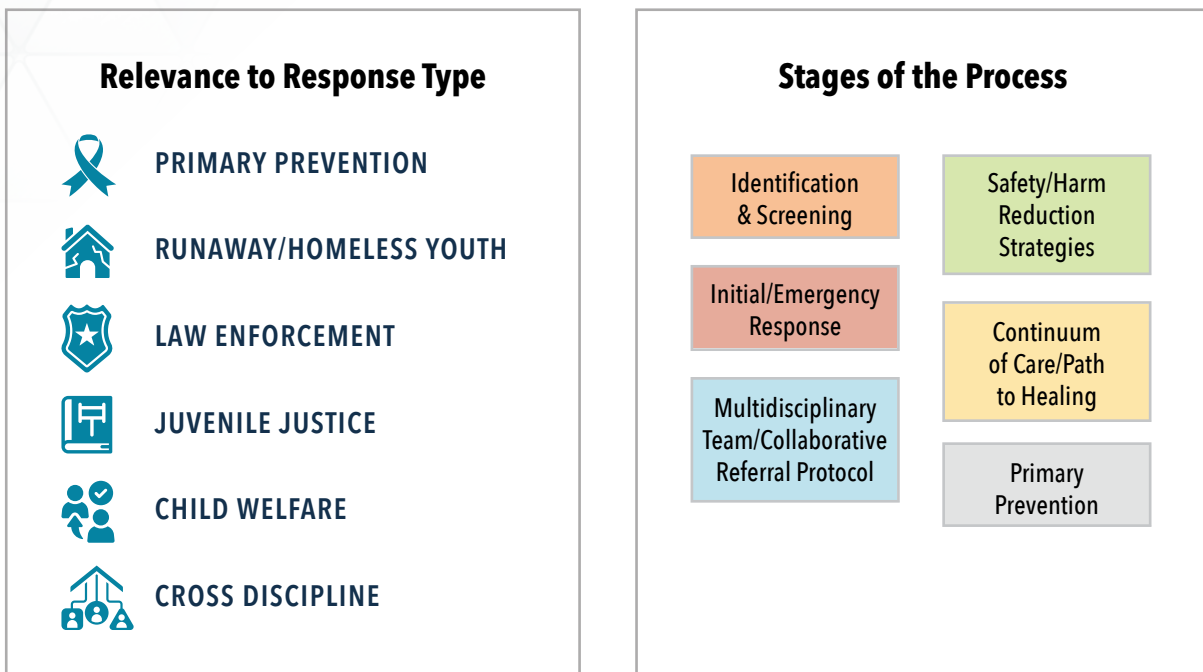 Relevance to Response Type
PRIMARY PREVENTION
RUNAWAY/HOMELESS YOUTH
LAW ENFORCEMENT
JUVENILE JUSTICE
CHILD WELFARE
CROSS DISCIPLINE
Stages of the Process
Identification
& Screening
Initial/Emergency
Response
Multidisciplinary
Team/Collaborative
Referral Protocol
Safety/Harm
Reduction
Strategies
Continuum
of Care/Path
to Healing
Primary
Prevention